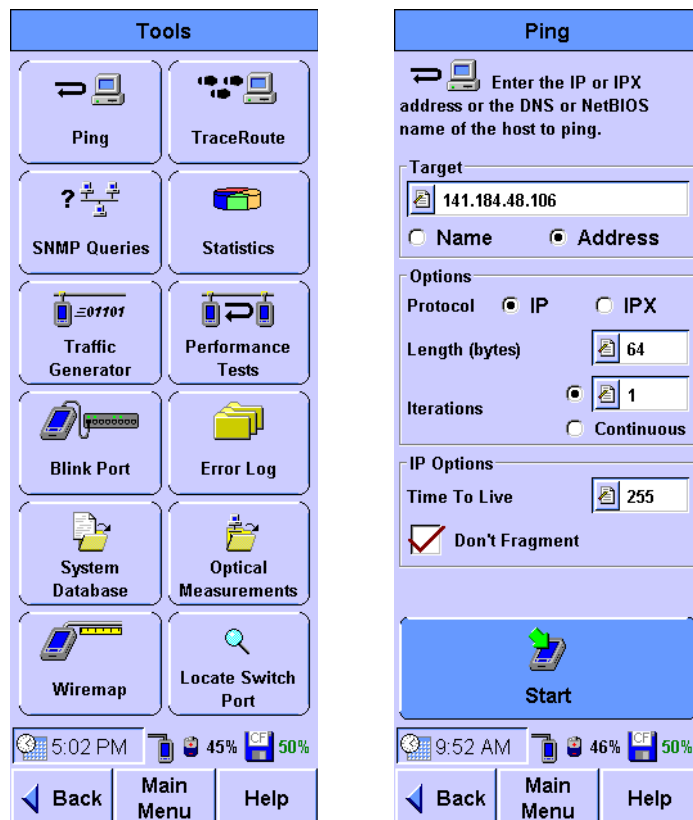 Tools
Ping
TraceRoute
?
SNMP Queries
Statistics
=01101
Traffic
Generator
Performance
Tests
Blink Port
Error Log
System
Database
Optical
Measurements
Wiremap
Locate Switch
Port
5:02 PM
45%
CF
50%
Back
Main
Menu
Help
Ping
Enter the IP or IPX
address or the DNS or NetBIOS
name of the host to ping.
Target
141.184.48.106
Name
Address
Options
Protocol
IP
IPX
Length (bytes)
64
Iterations
1
Continuous
IP Options
Time To Live
255
Don't Fragment
Start
9:52 AM
46%
CF
50%
Back
Main
Menu
Help